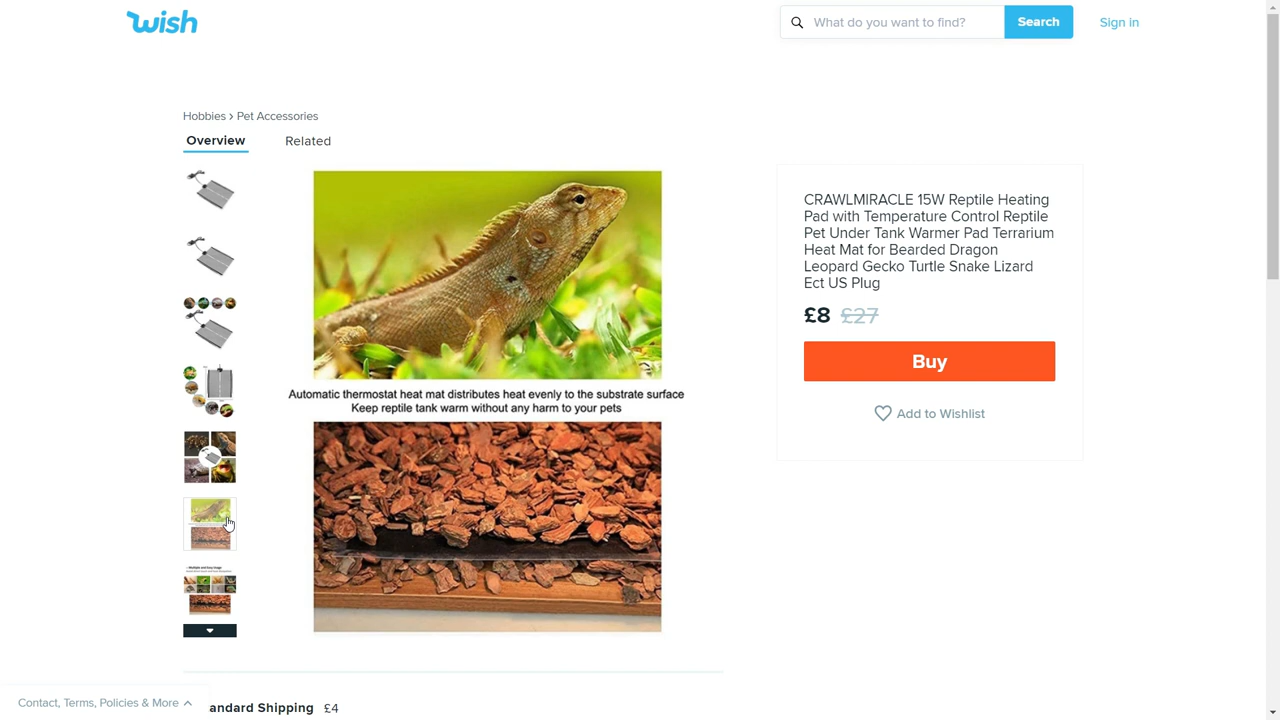 wish
What do you want to find?
Search
Sign in
Hobbies › Pet Accessories
Overview
Related
Automatic thermostat heat mat distributes heat evenly to the substrate surface
Keep reptile tank warm without any harm to your pets
CRAWLMIRACLE 15W Reptile Heating
Pad with Temperature Control Reptile
Pet Under Tank Warmer Pad Terrarium
Heat Mat for Bearded Dragon
Leopard Gecko Turtle Snake Lizard
Ect US Plug
£8 £27
Buy
Add to Wishlist
Contact, Terms, Policies & More
andard Shipping £4